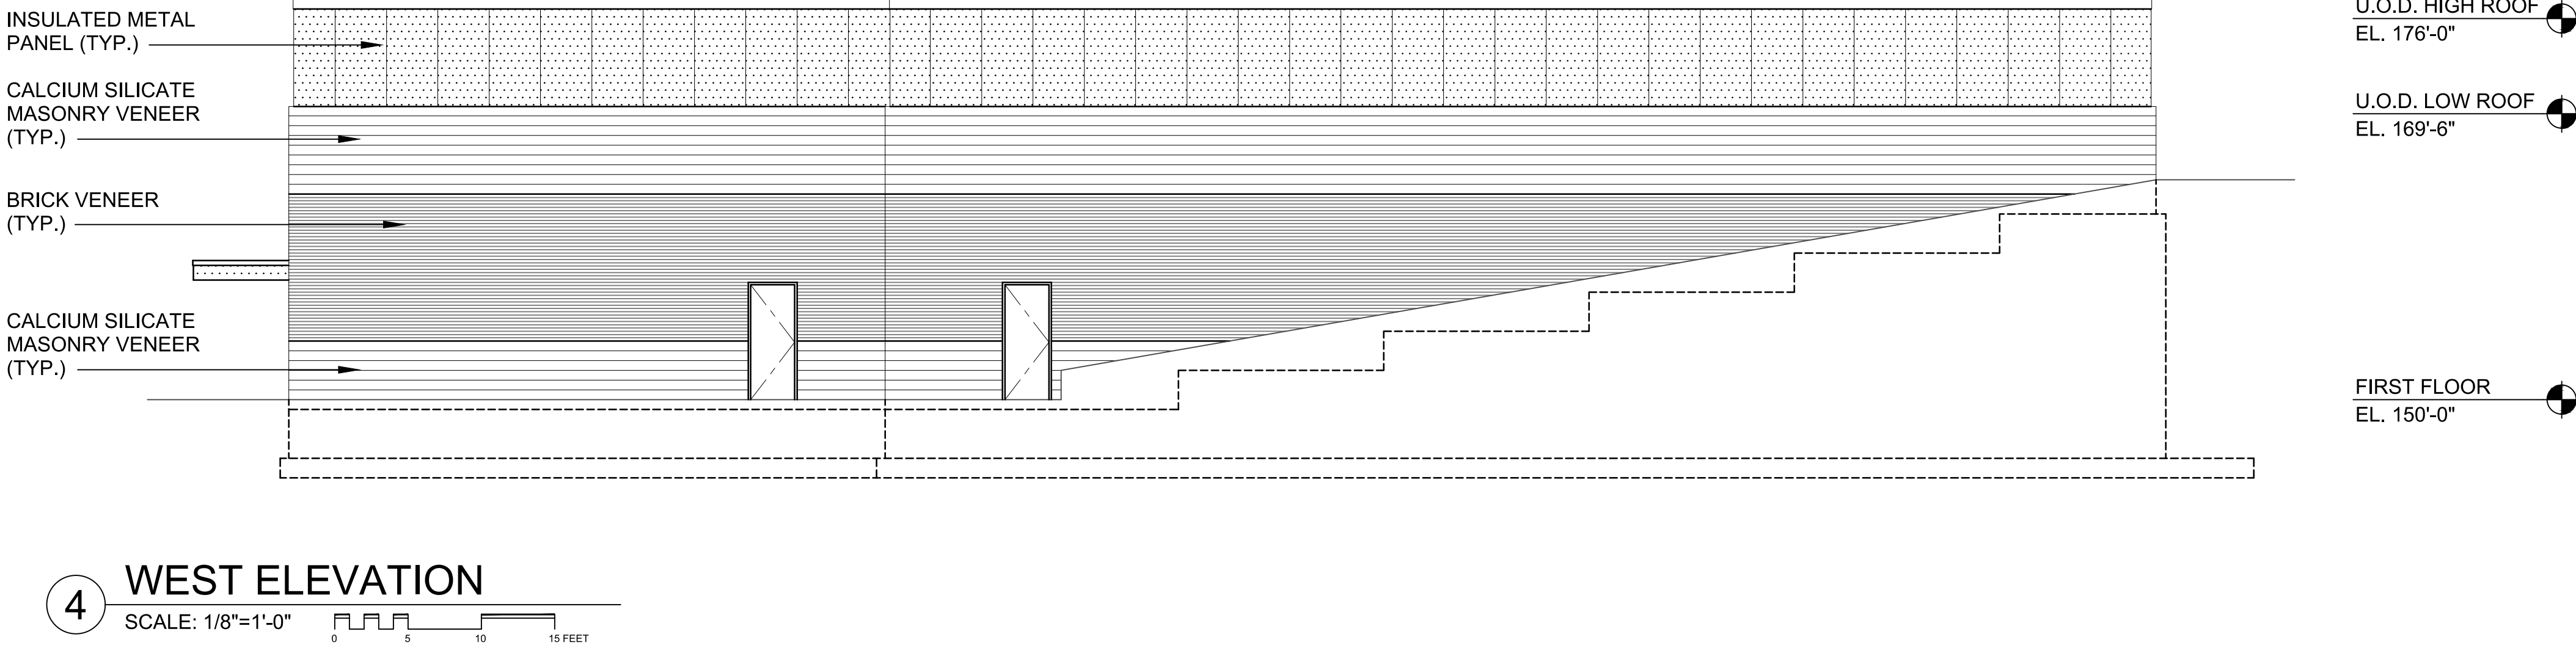 INSULATED METAL
PANEL (TYP.)
CALCIUM SILICATE
MASONRY VENEER
(TYP.)
BRICK VENEER
(TYP.)
CALCIUM SILICATE
MASONRY VENEER
(TYP.)
U.O.D. HIGH ROOF
EL. 176'-0"
U.O.D. LOW ROOF
EL. 169'-6"
FIRST FLOOR
EL. 150'-0"
4
WEST ELEVATION
SCALE: 1/8"=1'-0"
0 5 10 15 FEET